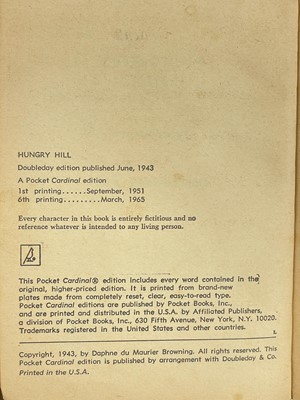 HUNGRY HILL
Doubleday edition published June, 1943
A Pocket Cardinal edition
1st printing......September, 1951
6th printing.........March, 1965
Every character in this book is entirely fictitious and no
reference whatever is intended to any living person.
This Pocket Cardinal® edition includes every word contained in the
original, higher-priced edition. It is printed from brand-new
plates made from completely reset, clear, easy-to-read type.
Pocket Cardinal editions are published by Pocket Books, Inc.,
and are printed and distributed in the U.S.A. by Affiliated Publishers,
a division of Pocket Books, Inc., 630 Fifth Avenue, New York, N.Y. 10020.
Trademarks registered in the United States and other countries.
Copyright, 1943, by Daphne du Maurier Browning. All rights reserved. This
Pocket Cardinal edition is published by arrangement with Doubleday & Co.
Printed in the U.S.A.